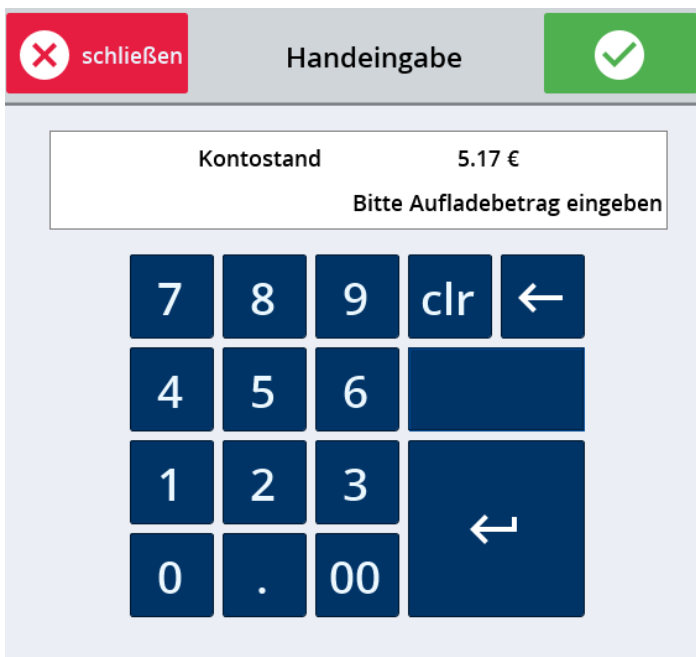 schließen Handeingabe
Kontostand 5.17 €
Bitte Aufladebetrag eingeben
7 8 9 clr ←
4 5 6
1 2 3
0 . 00